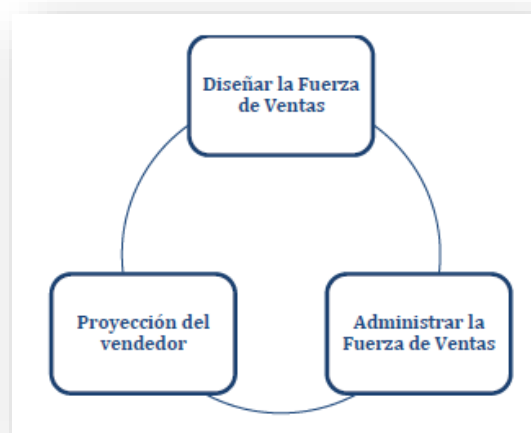 Diseñar la Fuerza
de Ventas
Proyección del
vendedor
Administrar la
Fuerza de Ventas